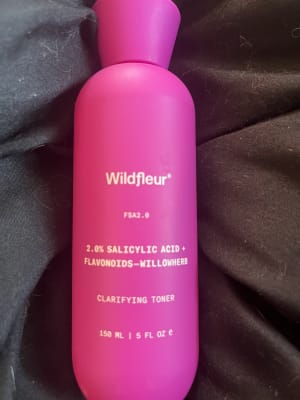 Wildfleur®
FSA2.0
2.0% SALICYLIC ACID +
FLAVONOIDS—WILLOWHERB
CLARIFYING TONER
150 ML | 5 FL OZ ℮